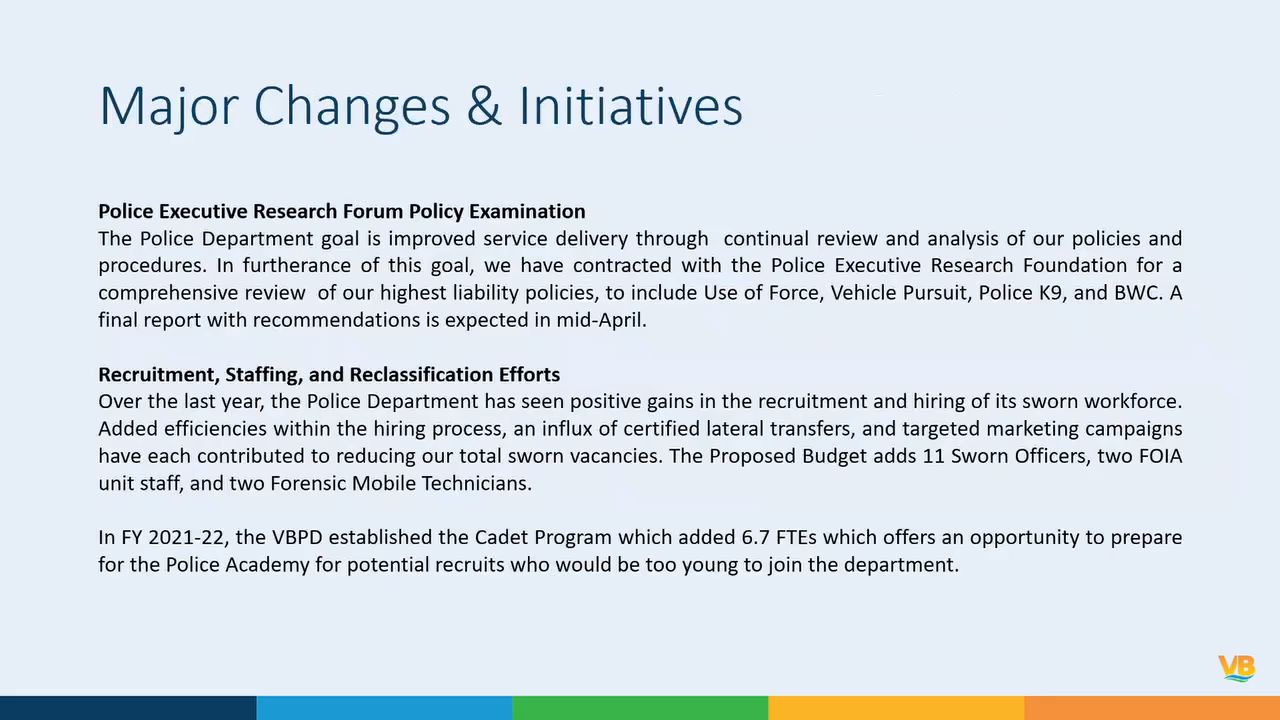 Major Changes & Initiatives
Police Executive Research Forum Policy Examination
The Police Department goal is improved service delivery through continual review and analysis of our policies and
procedures. In furtherance of this goal, we have contracted with the Police Executive Research Foundation for a
comprehensive review of our highest liability policies, to include Use of Force, Vehicle Pursuit, Police K9, and BWC. A
final report with recommendations is expected in mid-April.
Recruitment, Staffing, and Reclassification Efforts
Over the last year, the Police Department has seen positive gains in the recruitment and hiring of its sworn workforce.
Added efficiencies within the hiring process, an influx of certified lateral transfers, and targeted marketing campaigns
have each contributed to reducing our total sworn vacancies. The Proposed Budget adds 11 Sworn Officers, two FOIA
unit staff, and two Forensic Mobile Technicians.
In FY 2021-22, the VBPD established the Cadet Program which added 6.7 FTEs which offers an opportunity to prepare
for the Police Academy for potential recruits who would be too young to join the department.
VB